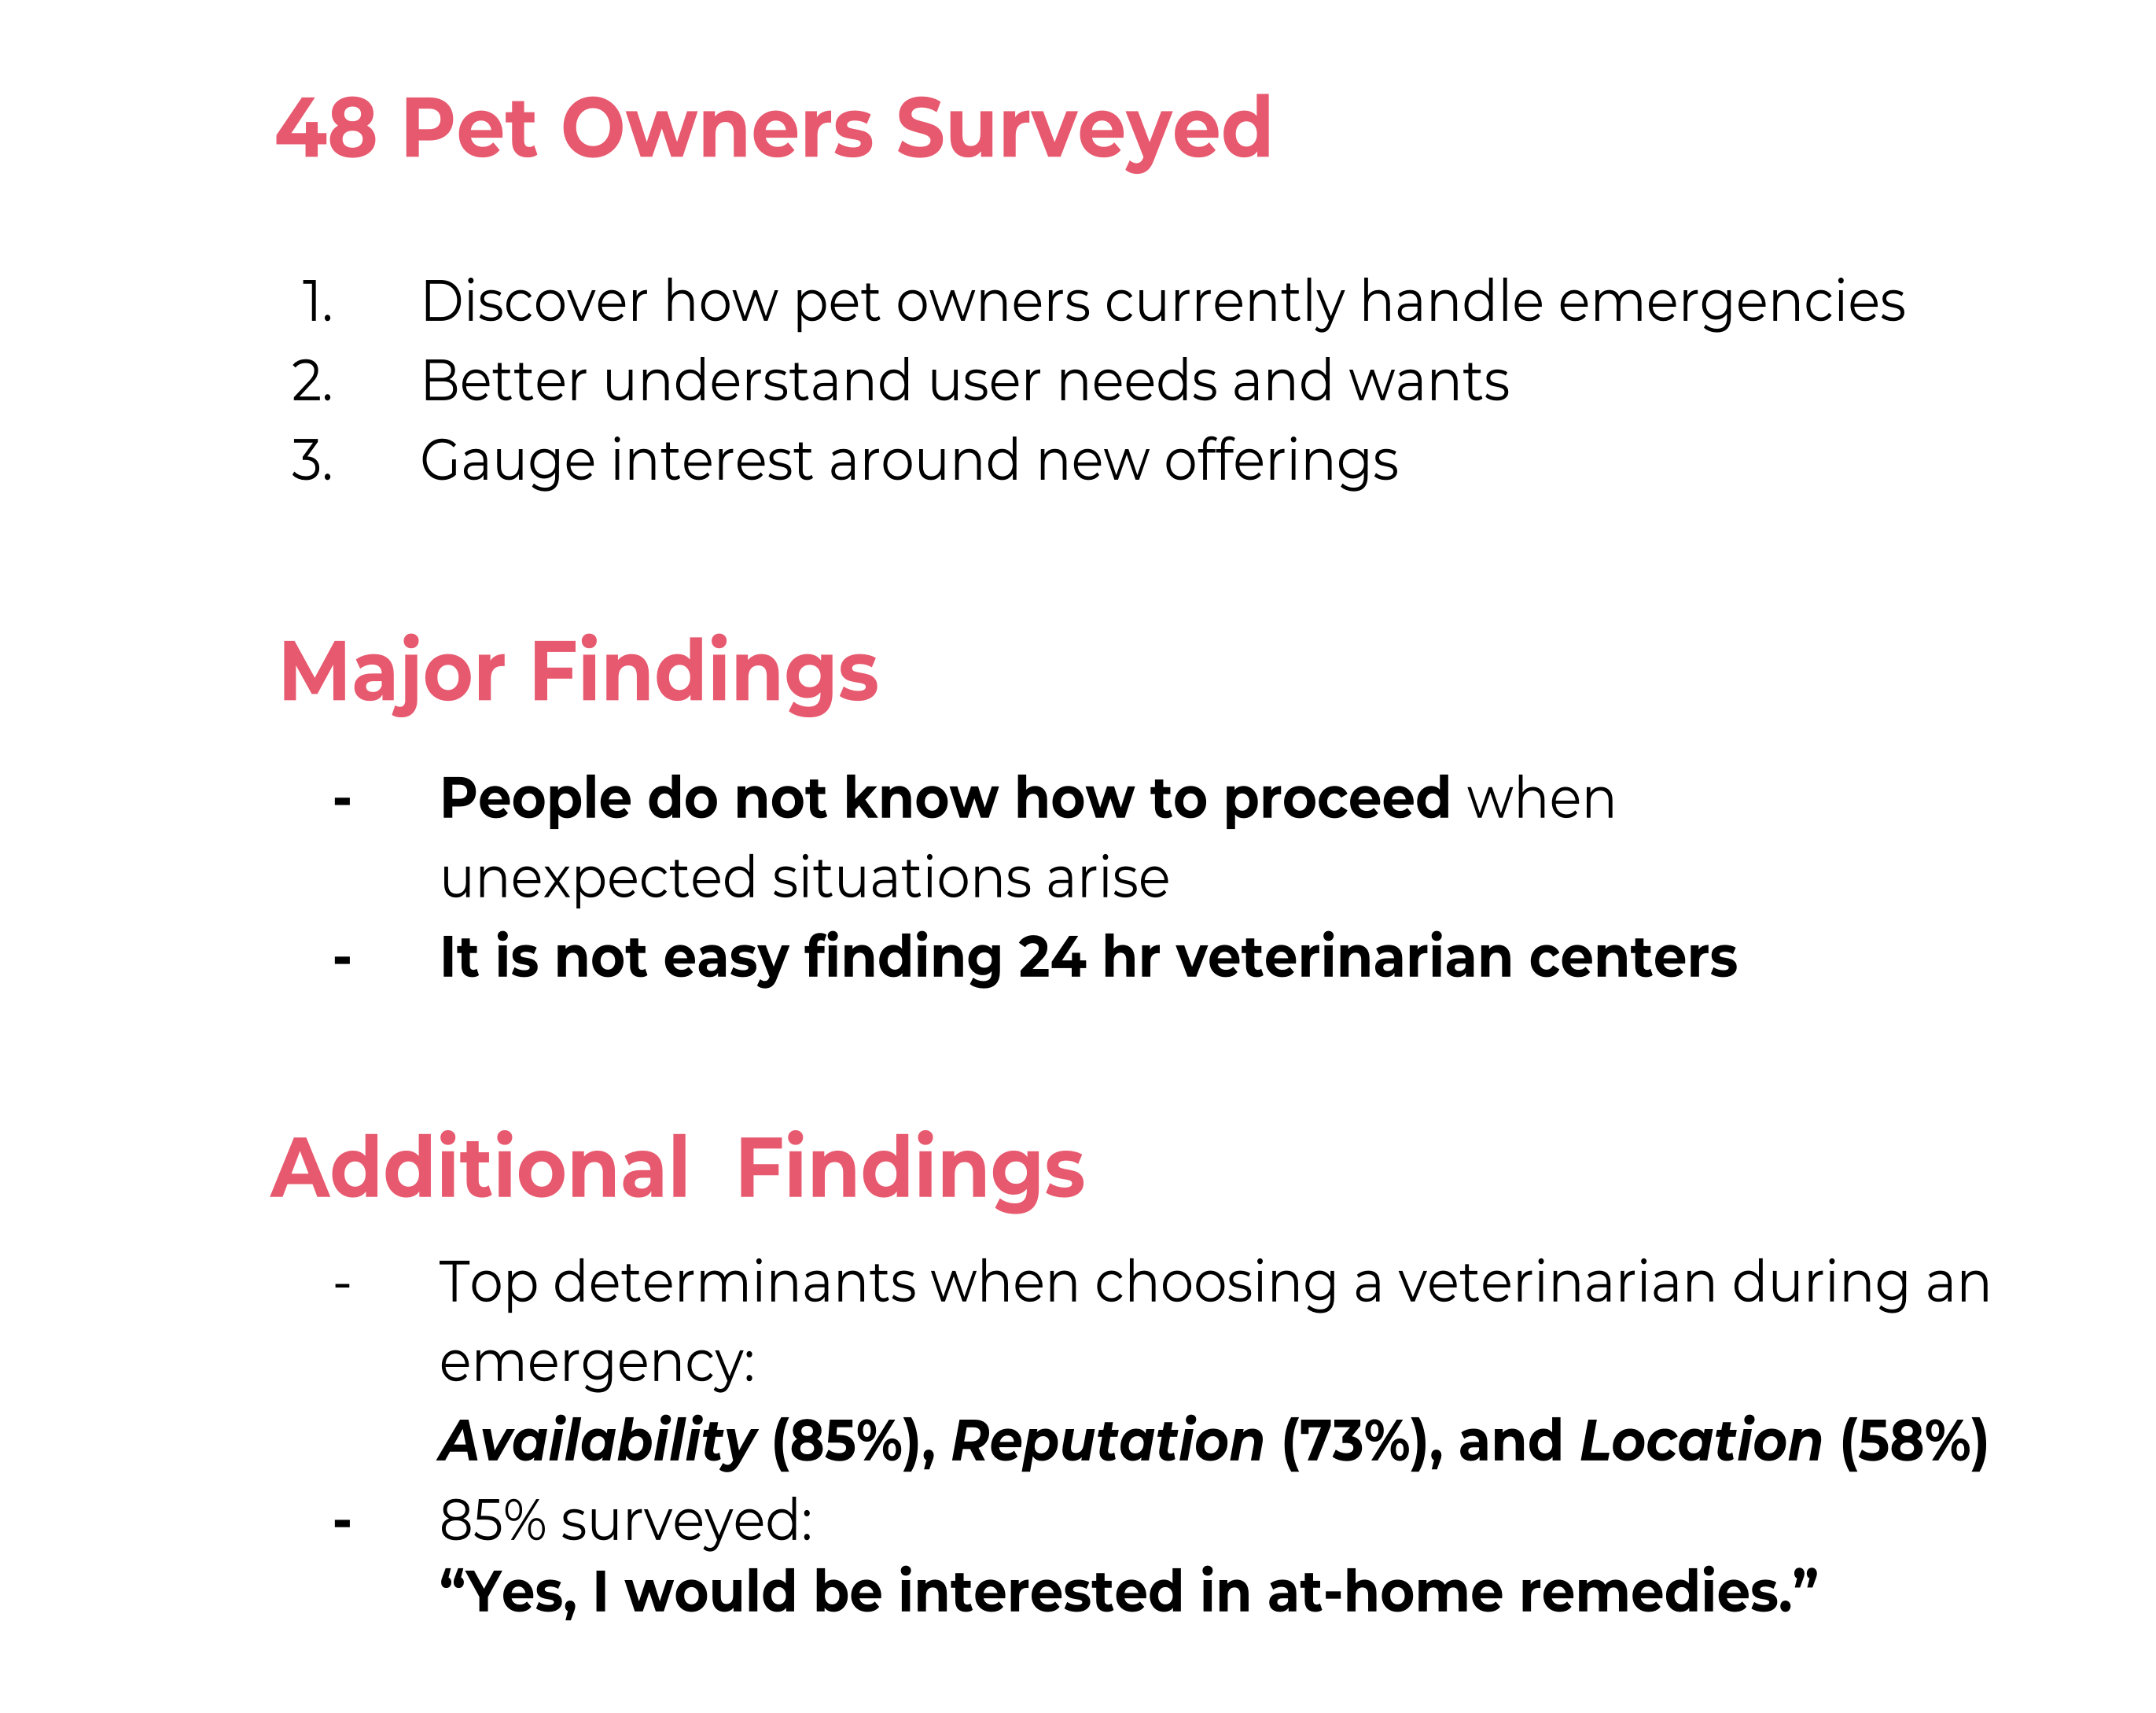 48 Pet Owners Surveyed
1. Discover how pet owners currently handle emergencies
2. Better understand user needs and wants
3. Gauge interest around new offerings
Major Findings
- People do not know how to proceed when
unexpected situations arise
- It is not easy finding 24 hr veterinarian centers
Additional Findings
- Top determinants when choosing a veterinarian during an
emergency:
Availability (85%), Reputation (73%), and Location (58%)
- 85% surveyed:
“Yes, I would be interested in at-home remedies.”